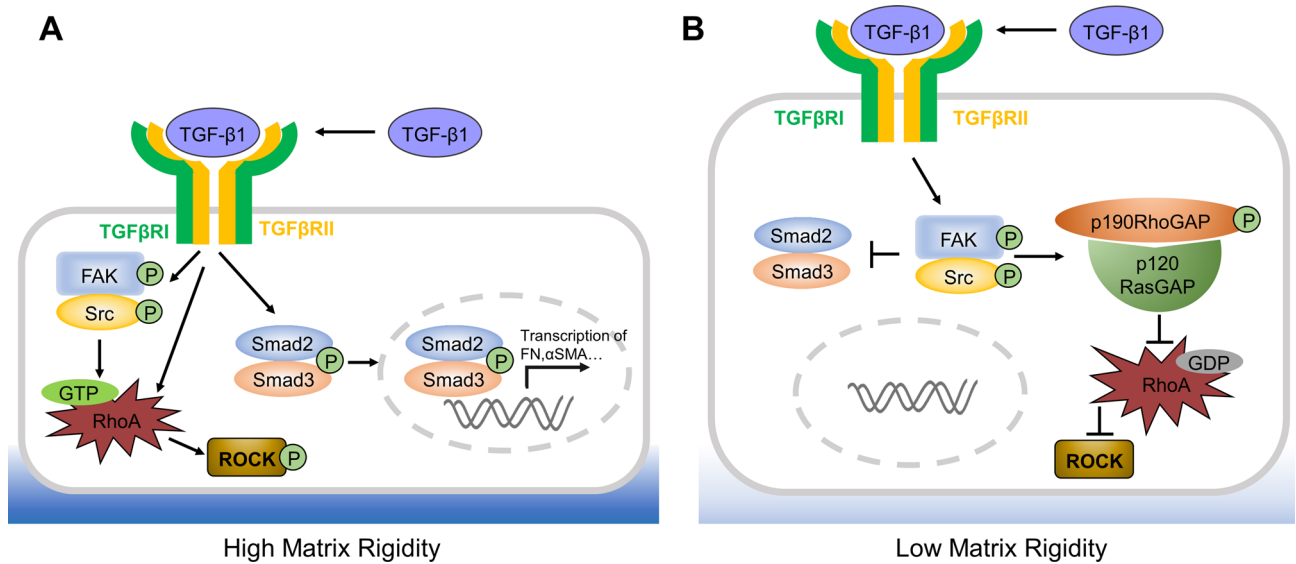 A
TGF-β1
TGF-β1
TGFβRI
TGFβRII
FAK
P
Src
P
GTP
RhoA
ROCK
P
Smad2
Smad3
P
Smad2
Smad3
P
Transcription of
FN,αSMA...
High Matrix Rigidity
B
TGF-β1
TGF-β1
TGFβRI
TGFβRII
Smad2
Smad3
FAK
P
Src
P
p190RhoGAP
P
p120
RasGAP
GDP
RhoA
ROCK
Low Matrix Rigidity